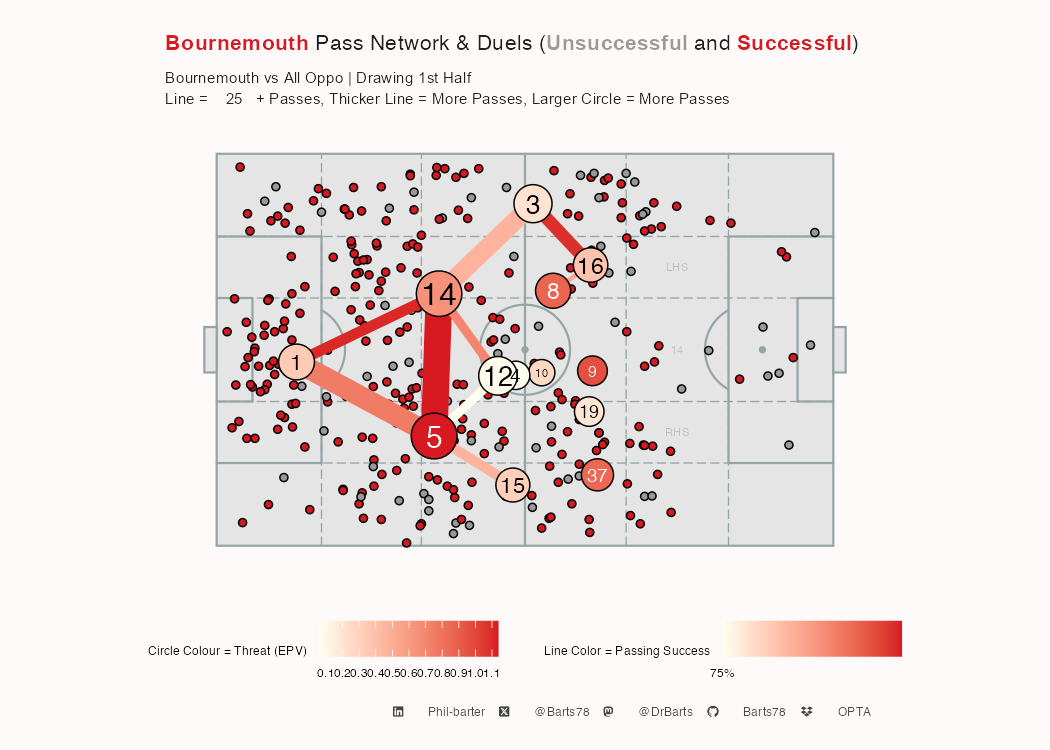 Bournemouth Pass Network & Duels (Unsuccessful and Successful)
Bournemouth vs All Oppo | Drawing 1st Half
Line = 25 + Passes, Thicker Line = More Passes, Larger Circle = More Passes
3
16
LHS
8
14
14
1
12
4
10
9
19
5
RHS
37
15
Circle Colour = Threat (EPV)
0.10.20.30.40.50.60.70.80.91.01.1
Line Color = Passing Success
75%
Phil-barter @Barts78 @DrBarts Barts78 OPTA